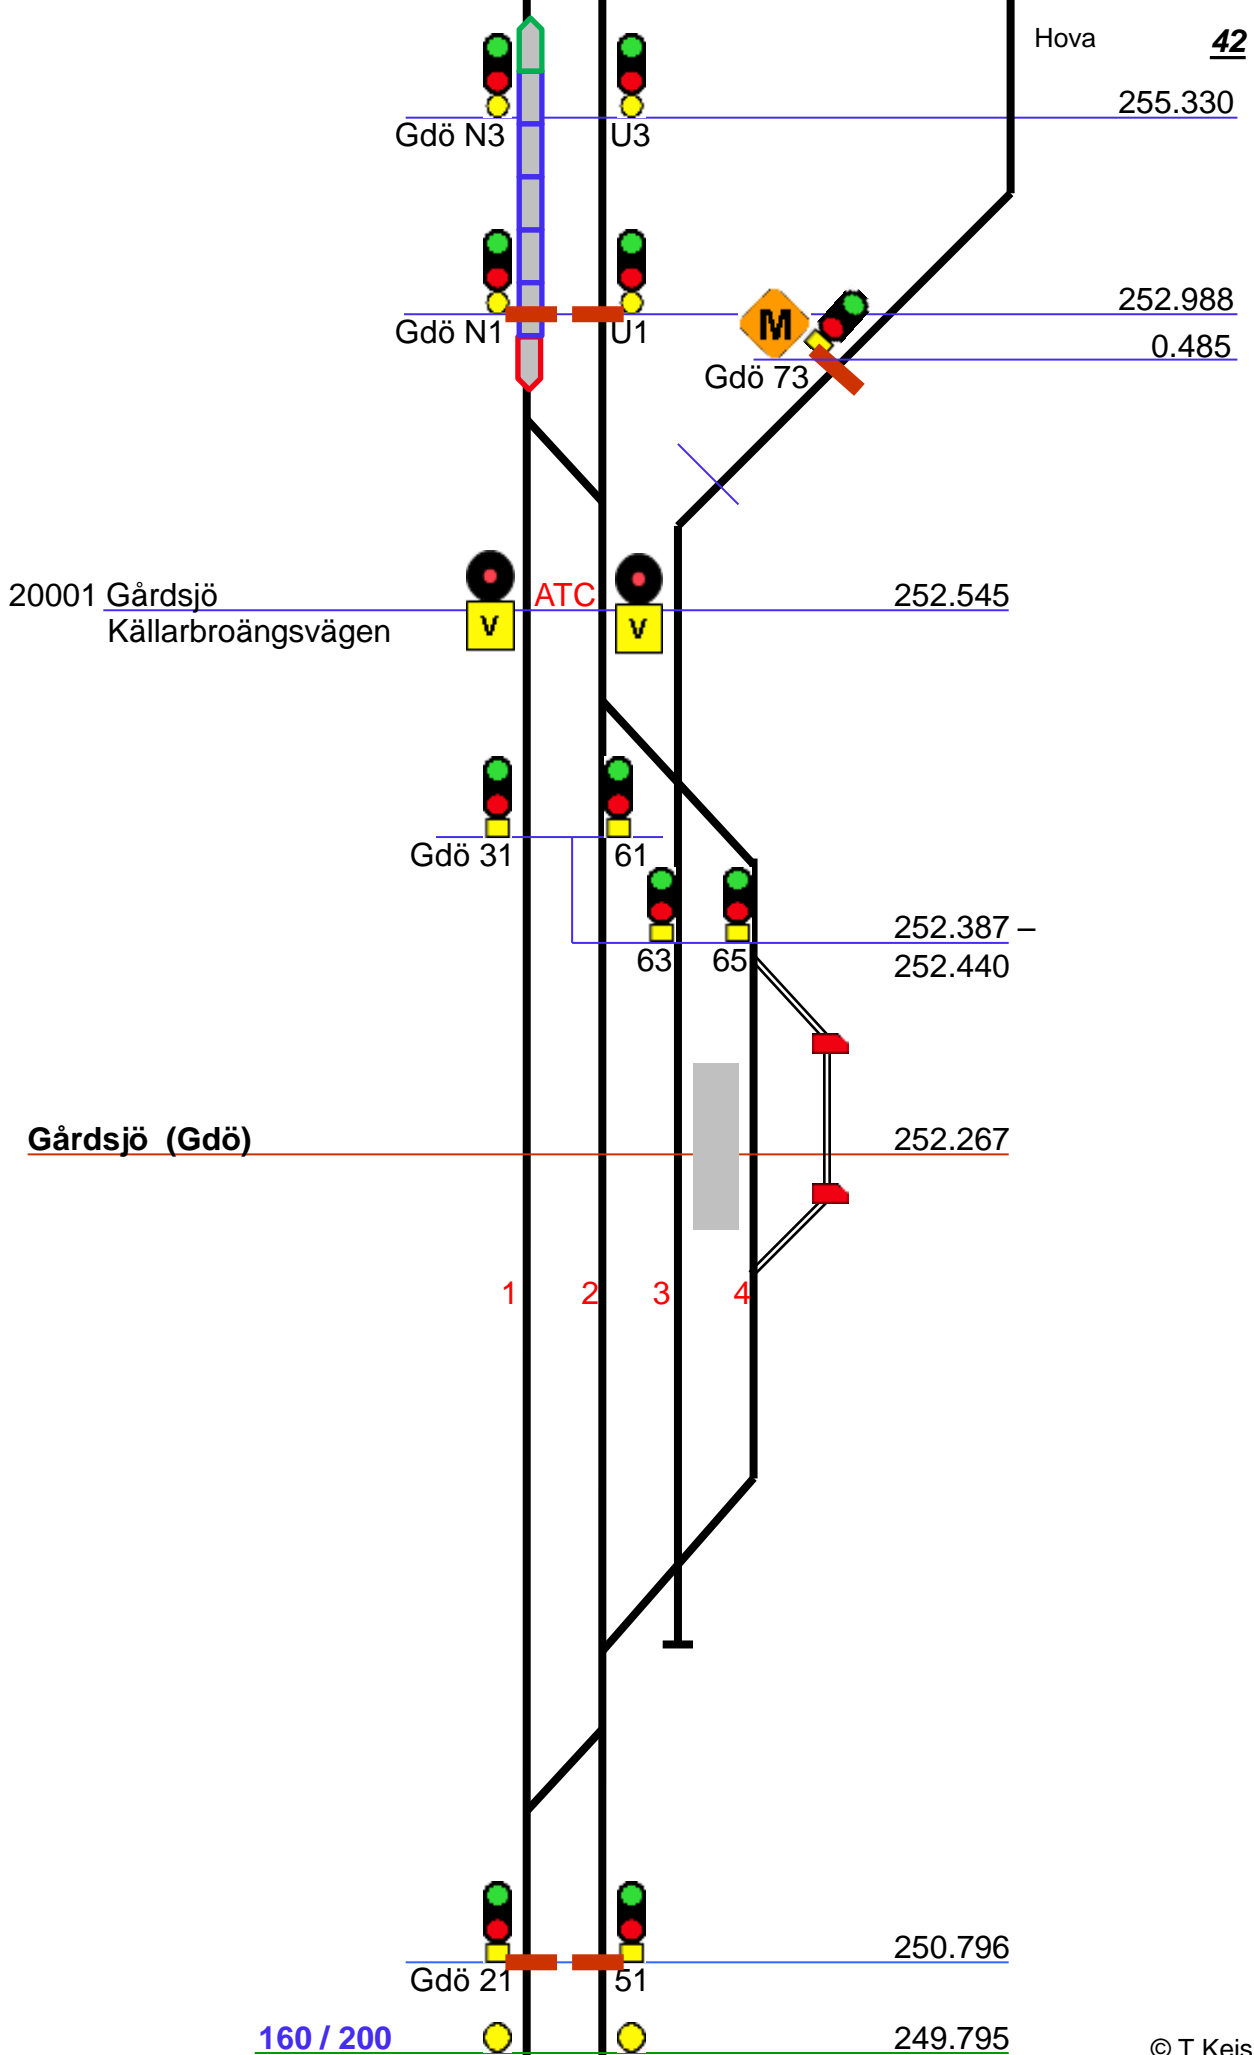 Hova 42
255.330
Gdö N3 U3
252.988
Gdö N1 U1
M
0.485
Gdö 73
20001 Gårdsjö ATC 252.545
V V
Källarbroängsvägen
Gdö 31 61
252.387 –
63 65
252.440
Gårdsjö (Gdö) 252.267
1 2 3 4
250.796
Gdö 21 51
160 / 200 249.795
© T Keis